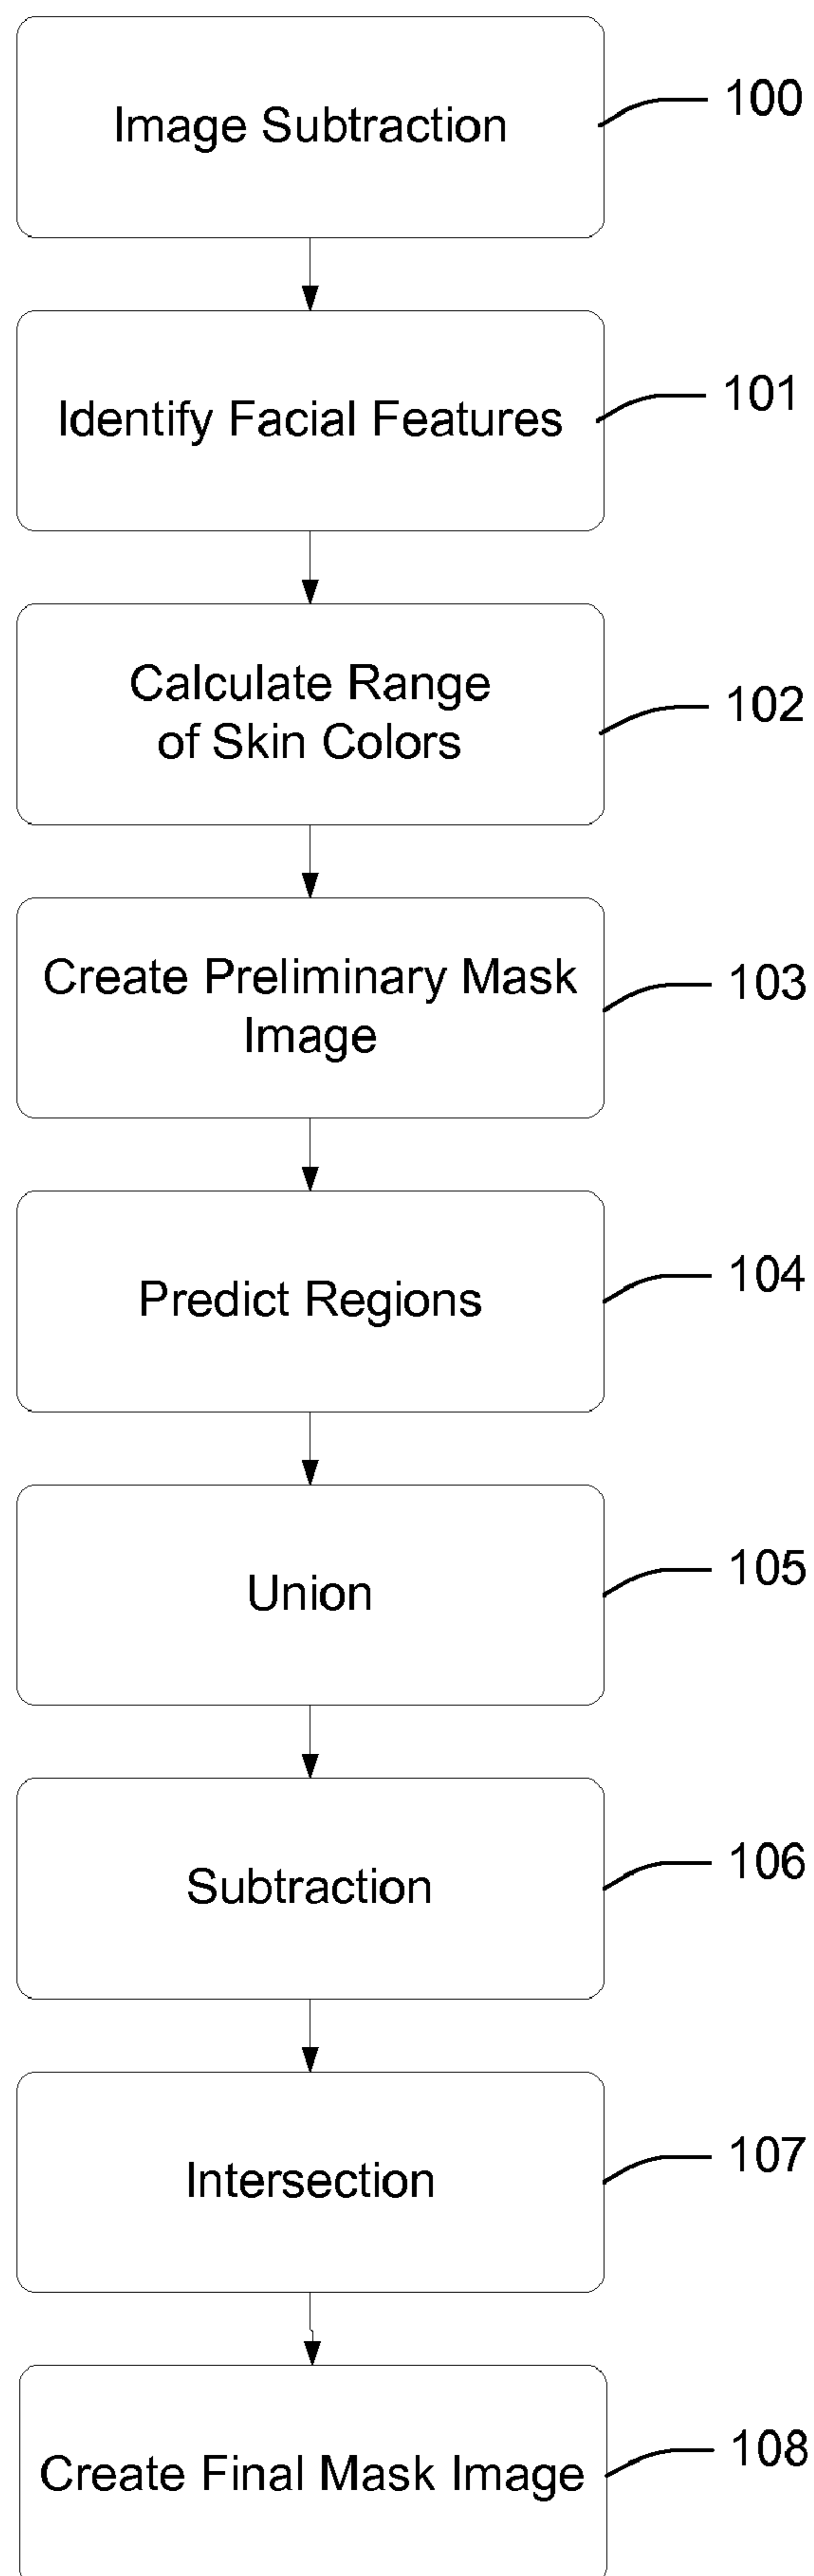 Image Subtraction
100
Identify Facial Features
101
Calculate Range
of Skin Colors
102
Create Preliminary Mask
Image
103
Predict Regions
104
Union
105
Subtraction
106
Intersection
107
Create Final Mask Image
108